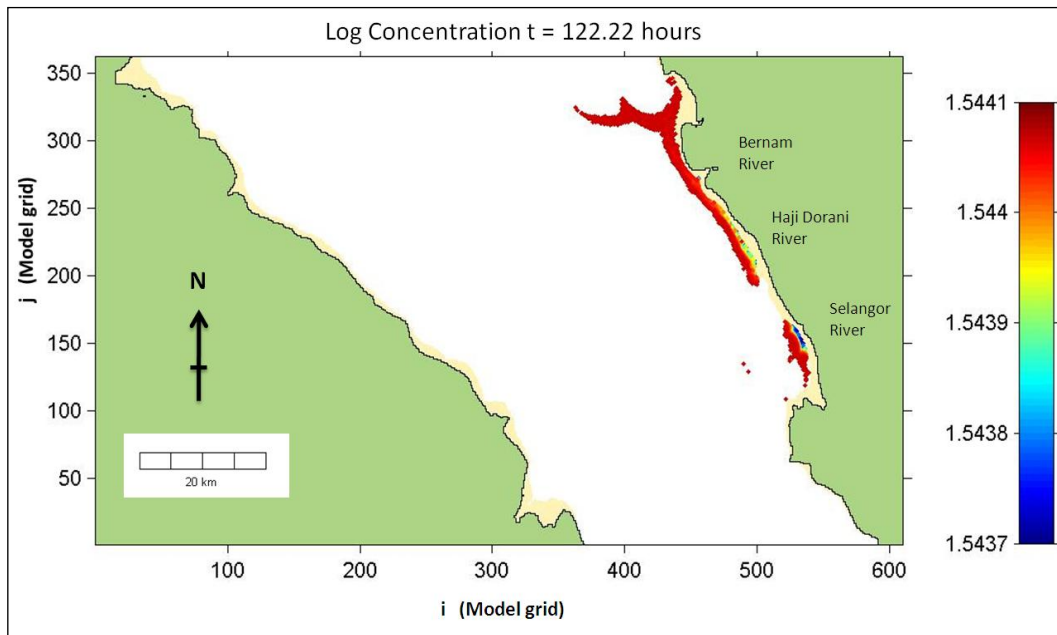 Log Concentration t = 122.22 hours
350
300
250
200
150
100
50
j (Model grid)
N
20 km
Bernam
River
Haji Dorani
River
Selangor
River
100
200
300
400
500
600
i (Model grid)
1.5441
1.544
1.5439
1.5438
1.5437